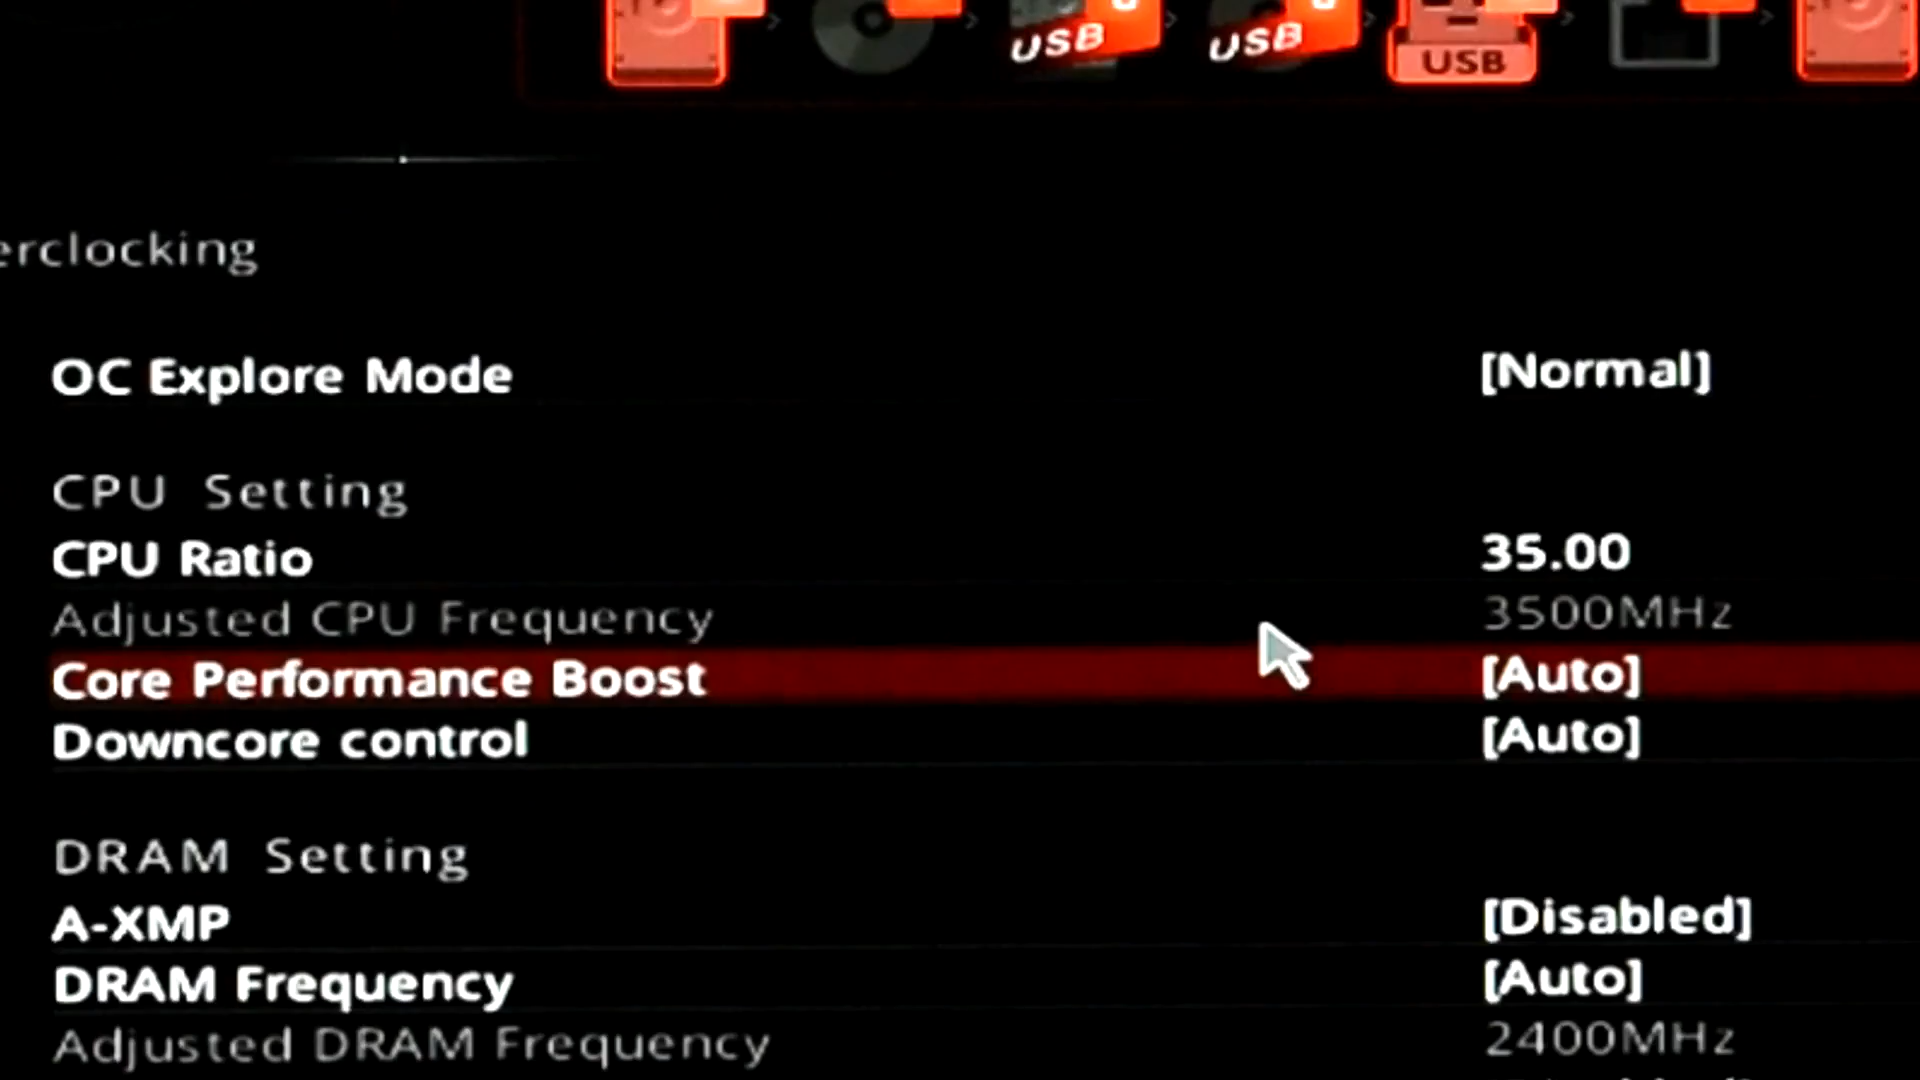 USB USB USB
erclocking
OC Explore Mode [Normal]
CPU Setting
CPU Ratio 35.00
Adjusted CPU Frequency 3500MHz
Core Performance Boost [Auto]
Downcore control [Auto]
DRAM Setting
A-XMP [Disabled]
DRAM Frequency [Auto]
Adjusted DRAM Frequency 2400MHz